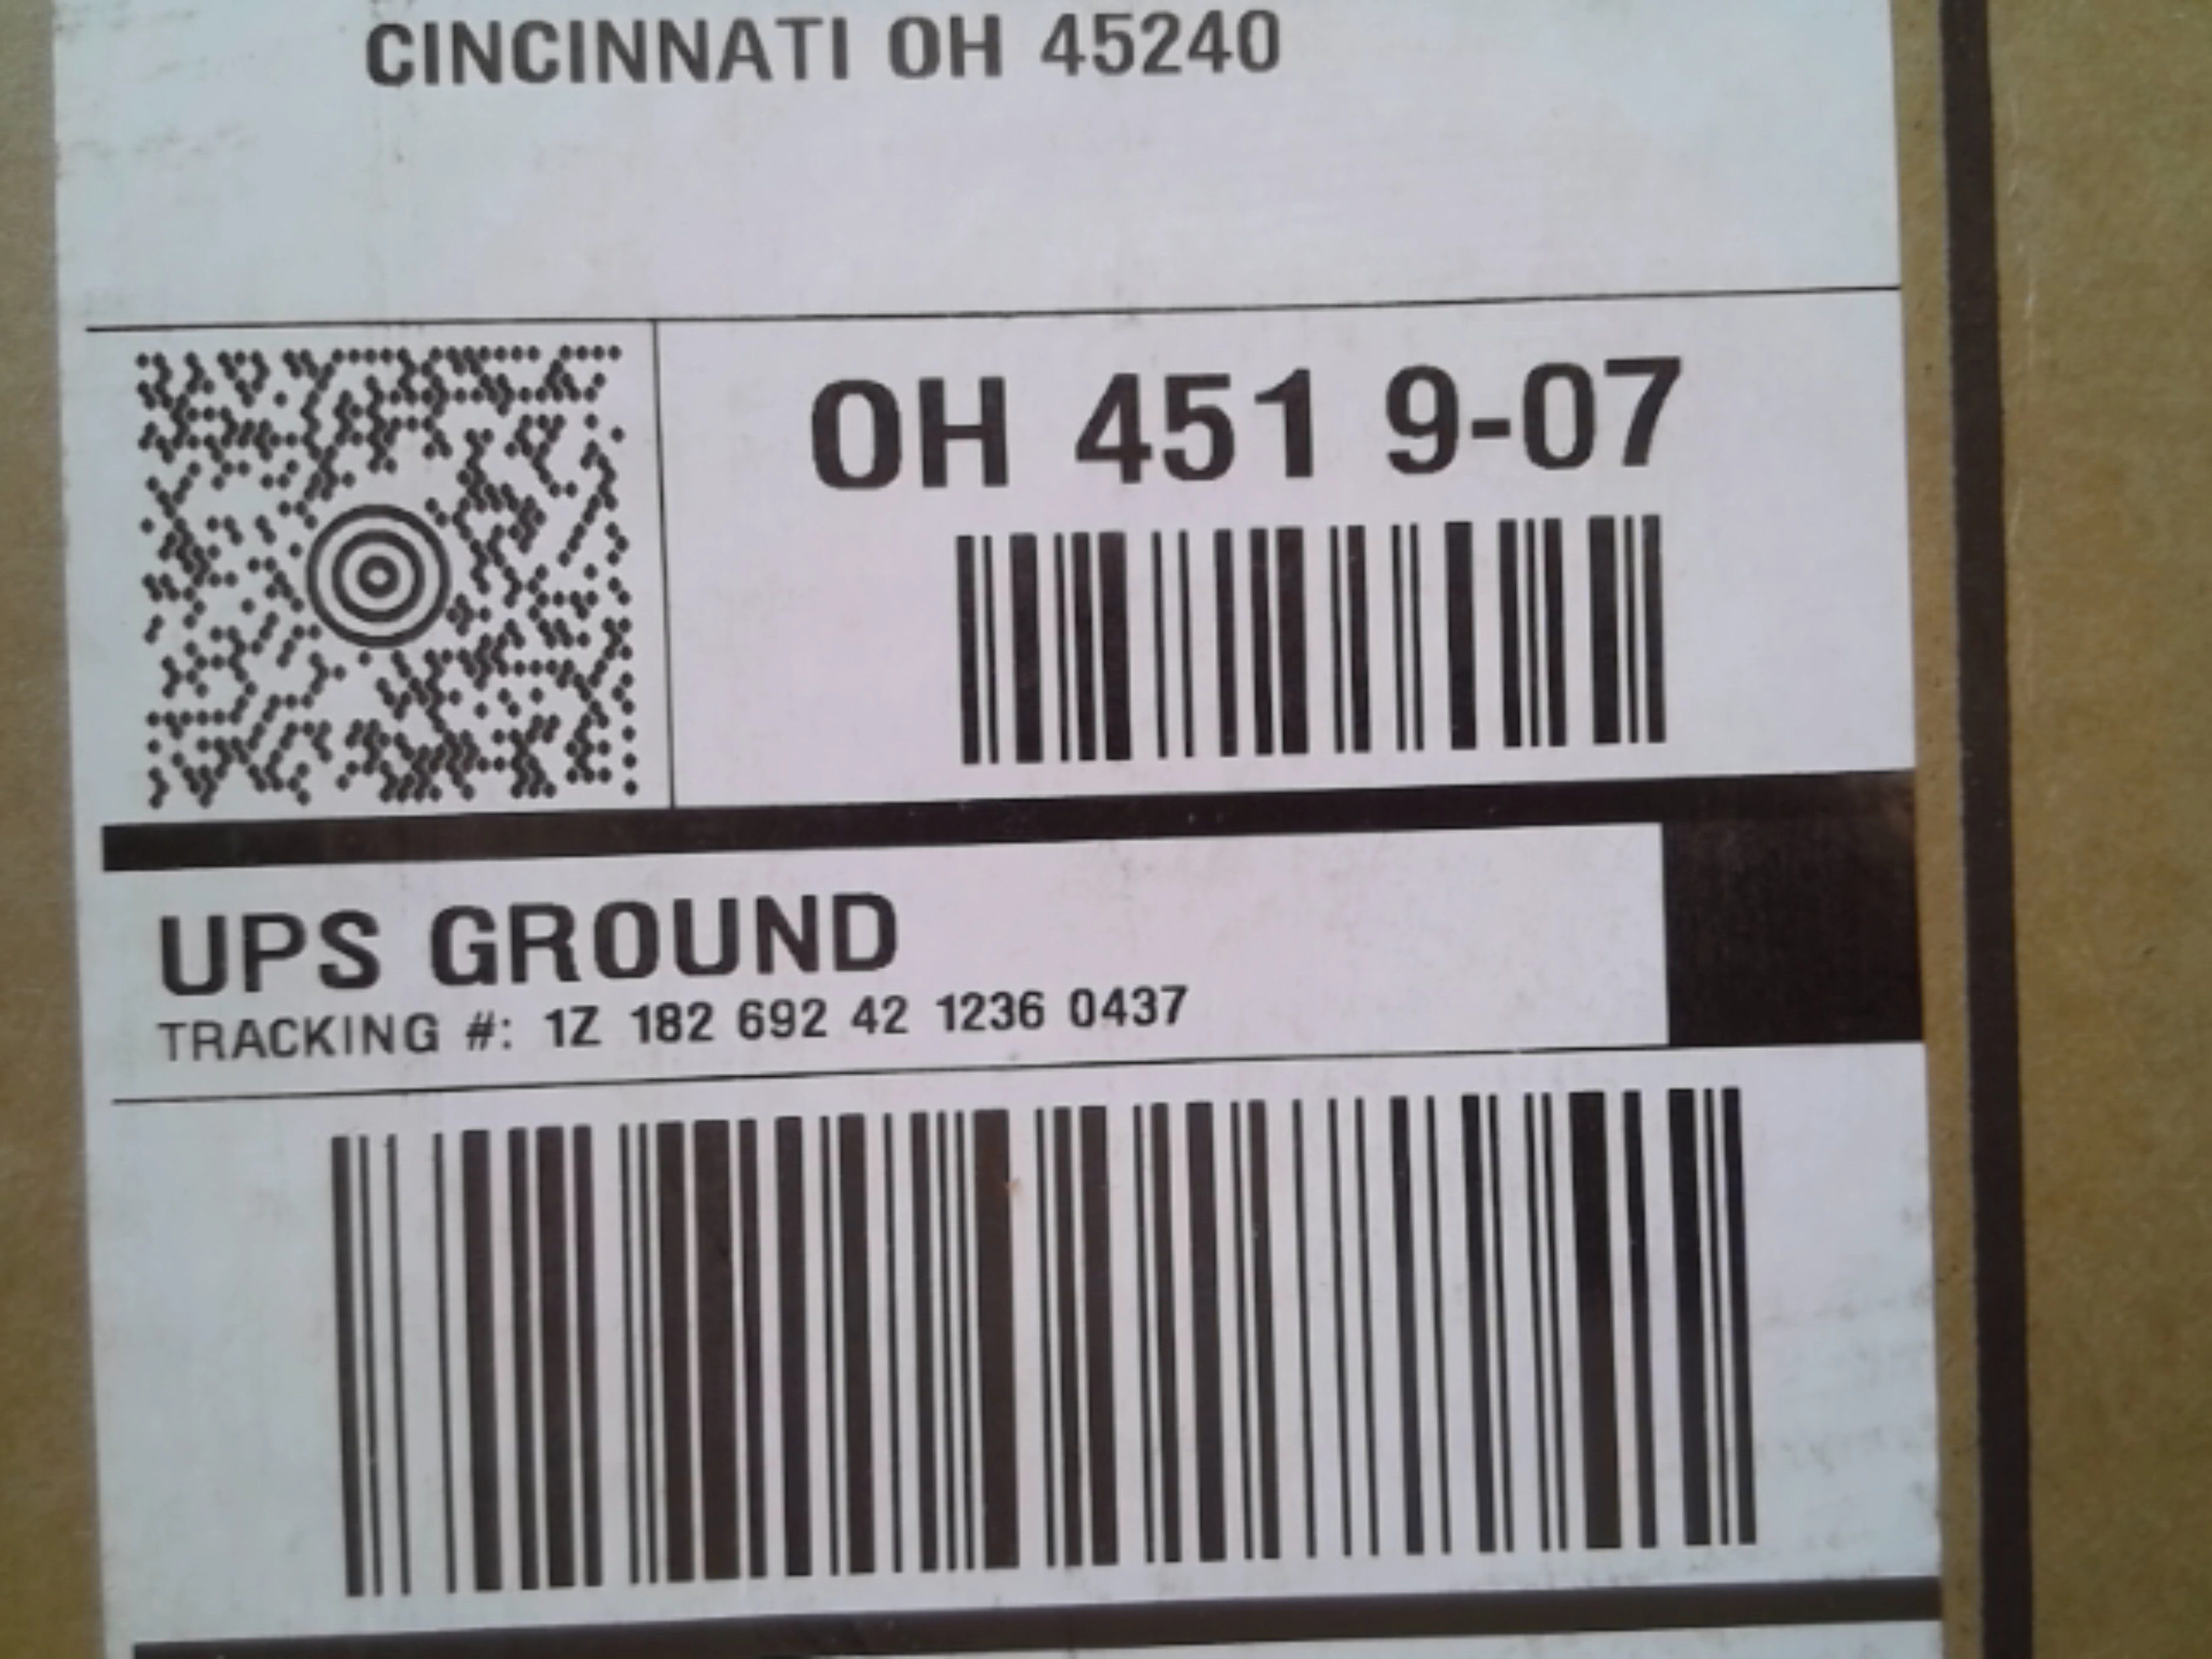 CINCINNATI OH 45240
OH 451 9-07
UPS GROUND
TRACKING #: 1Z 182 692 42 1236 0437